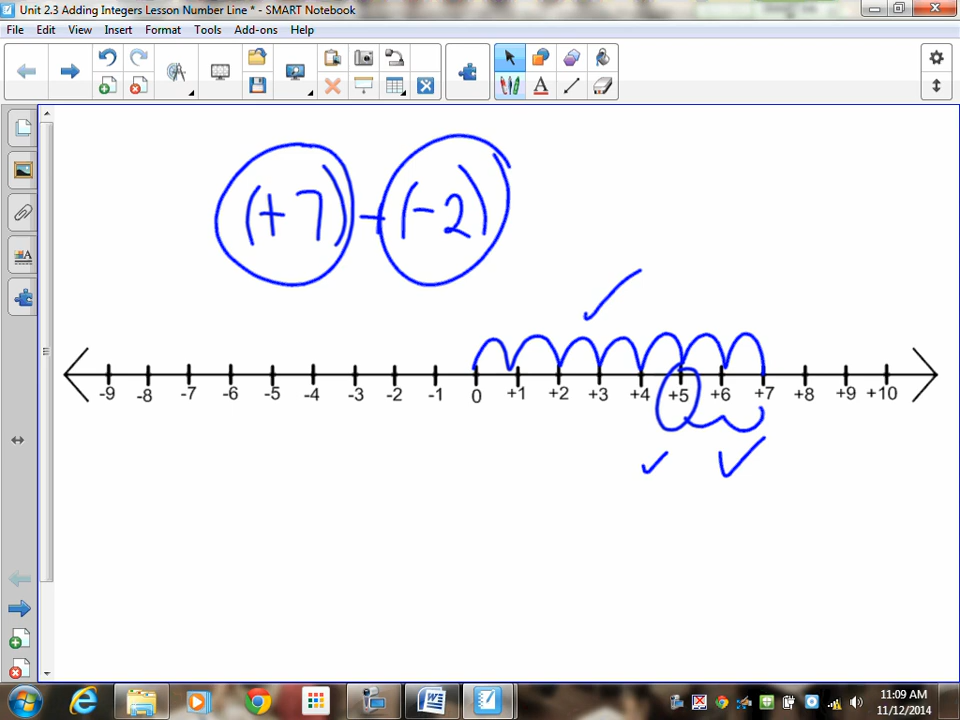 Unit 2.3 Adding Integers Lesson Number Line * - SMART Notebook
File Edit View Insert Format Tools Add-ons Help
(+7) + (-2)
-9 -8 -7 -6 -5 -4 -3 -2 -1 0 +1 +2 +3 +4 +5 +6 +7 +8 +9 +10
11:09 AM
11/12/2014